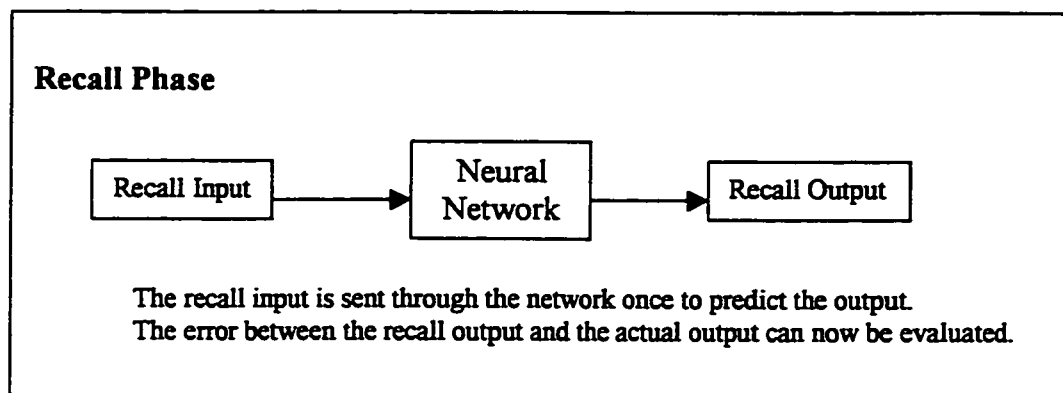 Recall Phase
Recall Input
Neural
Network
Recall Output
The recall input is sent through the network once to predict the output.
The error between the recall output and the actual output can now be evaluated.